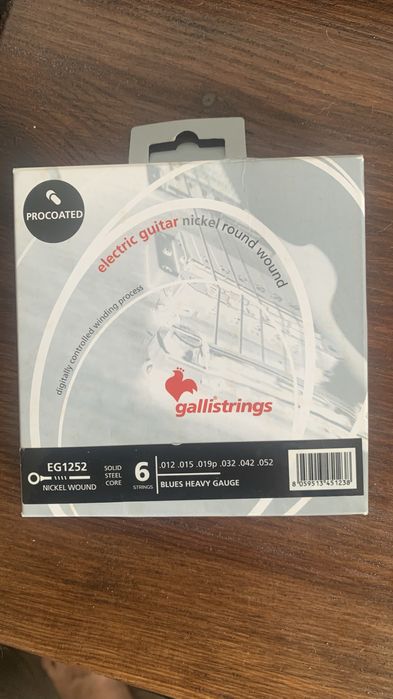 PROCOATED
electric guitar nickel round wound
digitally controlled winding process
gallistrings
EG1252
NICKEL WOUND
SOLID
STEEL
CORE
6
STRINGS
.012 .015 .019p .032 .042 .052
BLUES HEAVY GAUGE
8 059513 451238